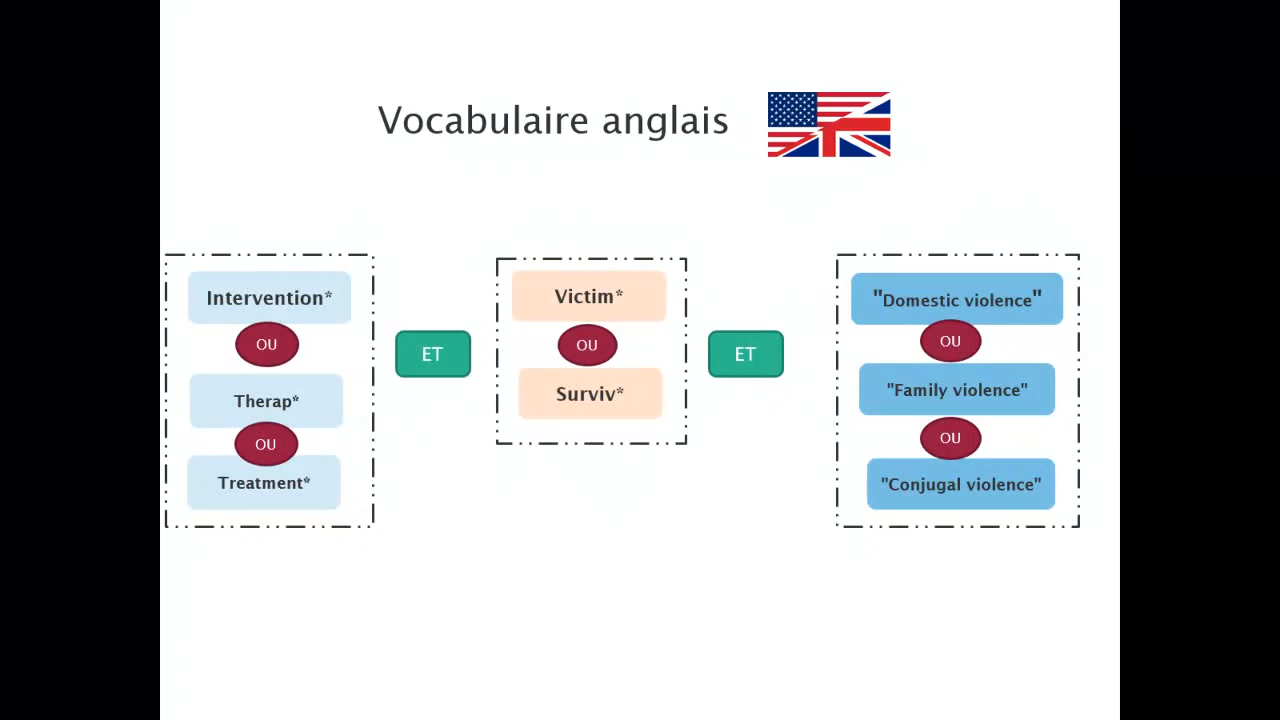 Vocabulaire anglais
Intervention*
OU
Therap*
OU
Treatment*
ET
Victim*
OU
Surviv*
ET
"Domestic violence"
OU
"Family violence"
OU
"Conjugal violence"